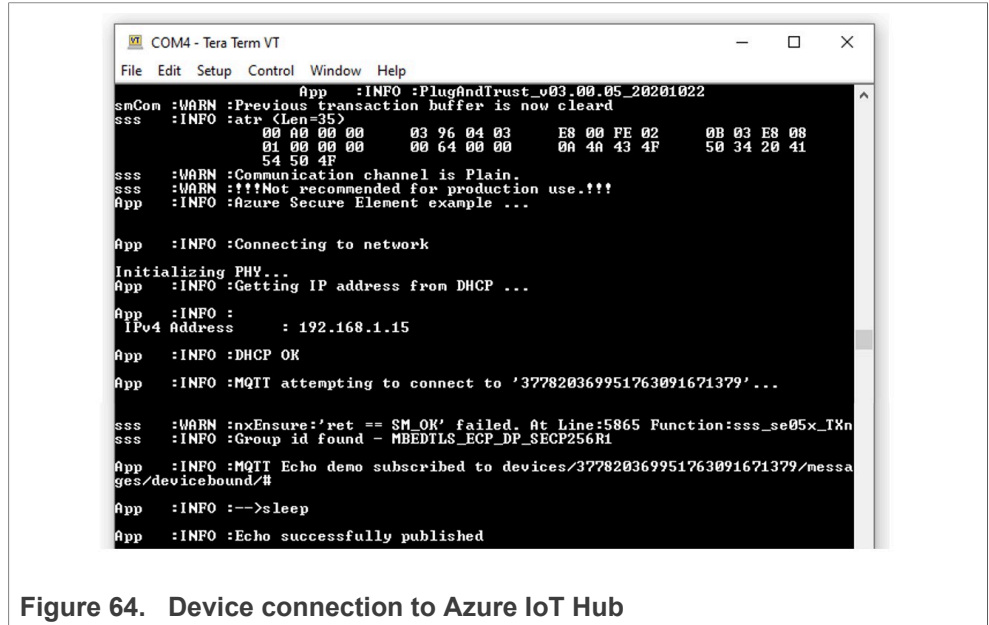 COM4 - Tera Term VT
File Edit Setup Control Window Help
App :INFO :PlugAndTrust_v03.00.05_20201022
smCom :WARN :Previous transaction buffer is now cleard
sss :INFO :atr (Len=35)
00 A0 00 00 03 96 04 03 E8 00 FE 02 0B 03 E8 08
01 00 00 00 00 64 00 00 0A 4A 43 4F 50 34 20 41
54 50 4F
sss :WARN :Communication channel is Plain.
sss :WARN :!!!Not recommended for production use.!!!
App :INFO :Azure Secure Element example ...
App :INFO :Connecting to network
Initializing PHY...
App :INFO :Getting IP address from DHCP ...
App :INFO :
IPv4 Address : 192.168.1.15
App :INFO :DHCP OK
App :INFO :MQTT attempting to connect to '377820369951763091671379'...
sss :WARN :nxEnsure:'ret == SM_OK' failed. At Line:5865 Function:sss_se05x_TXn
sss :INFO :Group id found - MBEDTLS_ECP_DP_SECP256R1
App :INFO :MQTT Echo demo subscribed to devices/377820369951763091671379/messa
ges/devicebound/#
App :INFO :-->sleep
App :INFO :Echo successfully published
Figure 64. Device connection to Azure IoT Hub